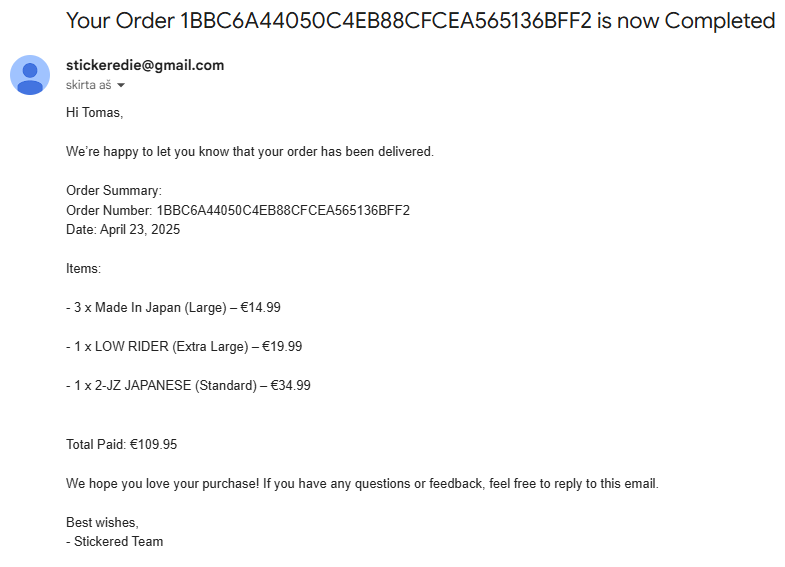 Your Order 1BBC6A44050C4EB88CFCEA565136BFF2 is now Completed
stickeredie@gmail.com
skirta aš
Hi Tomas,
We're happy to let you know that your order has been delivered.
Order Summary:
Order Number: 1BBC6A44050C4EB88CFCEA565136BFF2
Date: April 23, 2025
Items:
- 3 x Made In Japan (Large) – €14.99
- 1 x LOW RIDER (Extra Large) – €19.99
- 1 x 2-JZ JAPANESE (Standard) – €34.99
Total Paid: €109.95
We hope you love your purchase! If you have any questions or feedback, feel free to reply to this email.
Best wishes,
- Stickered Team